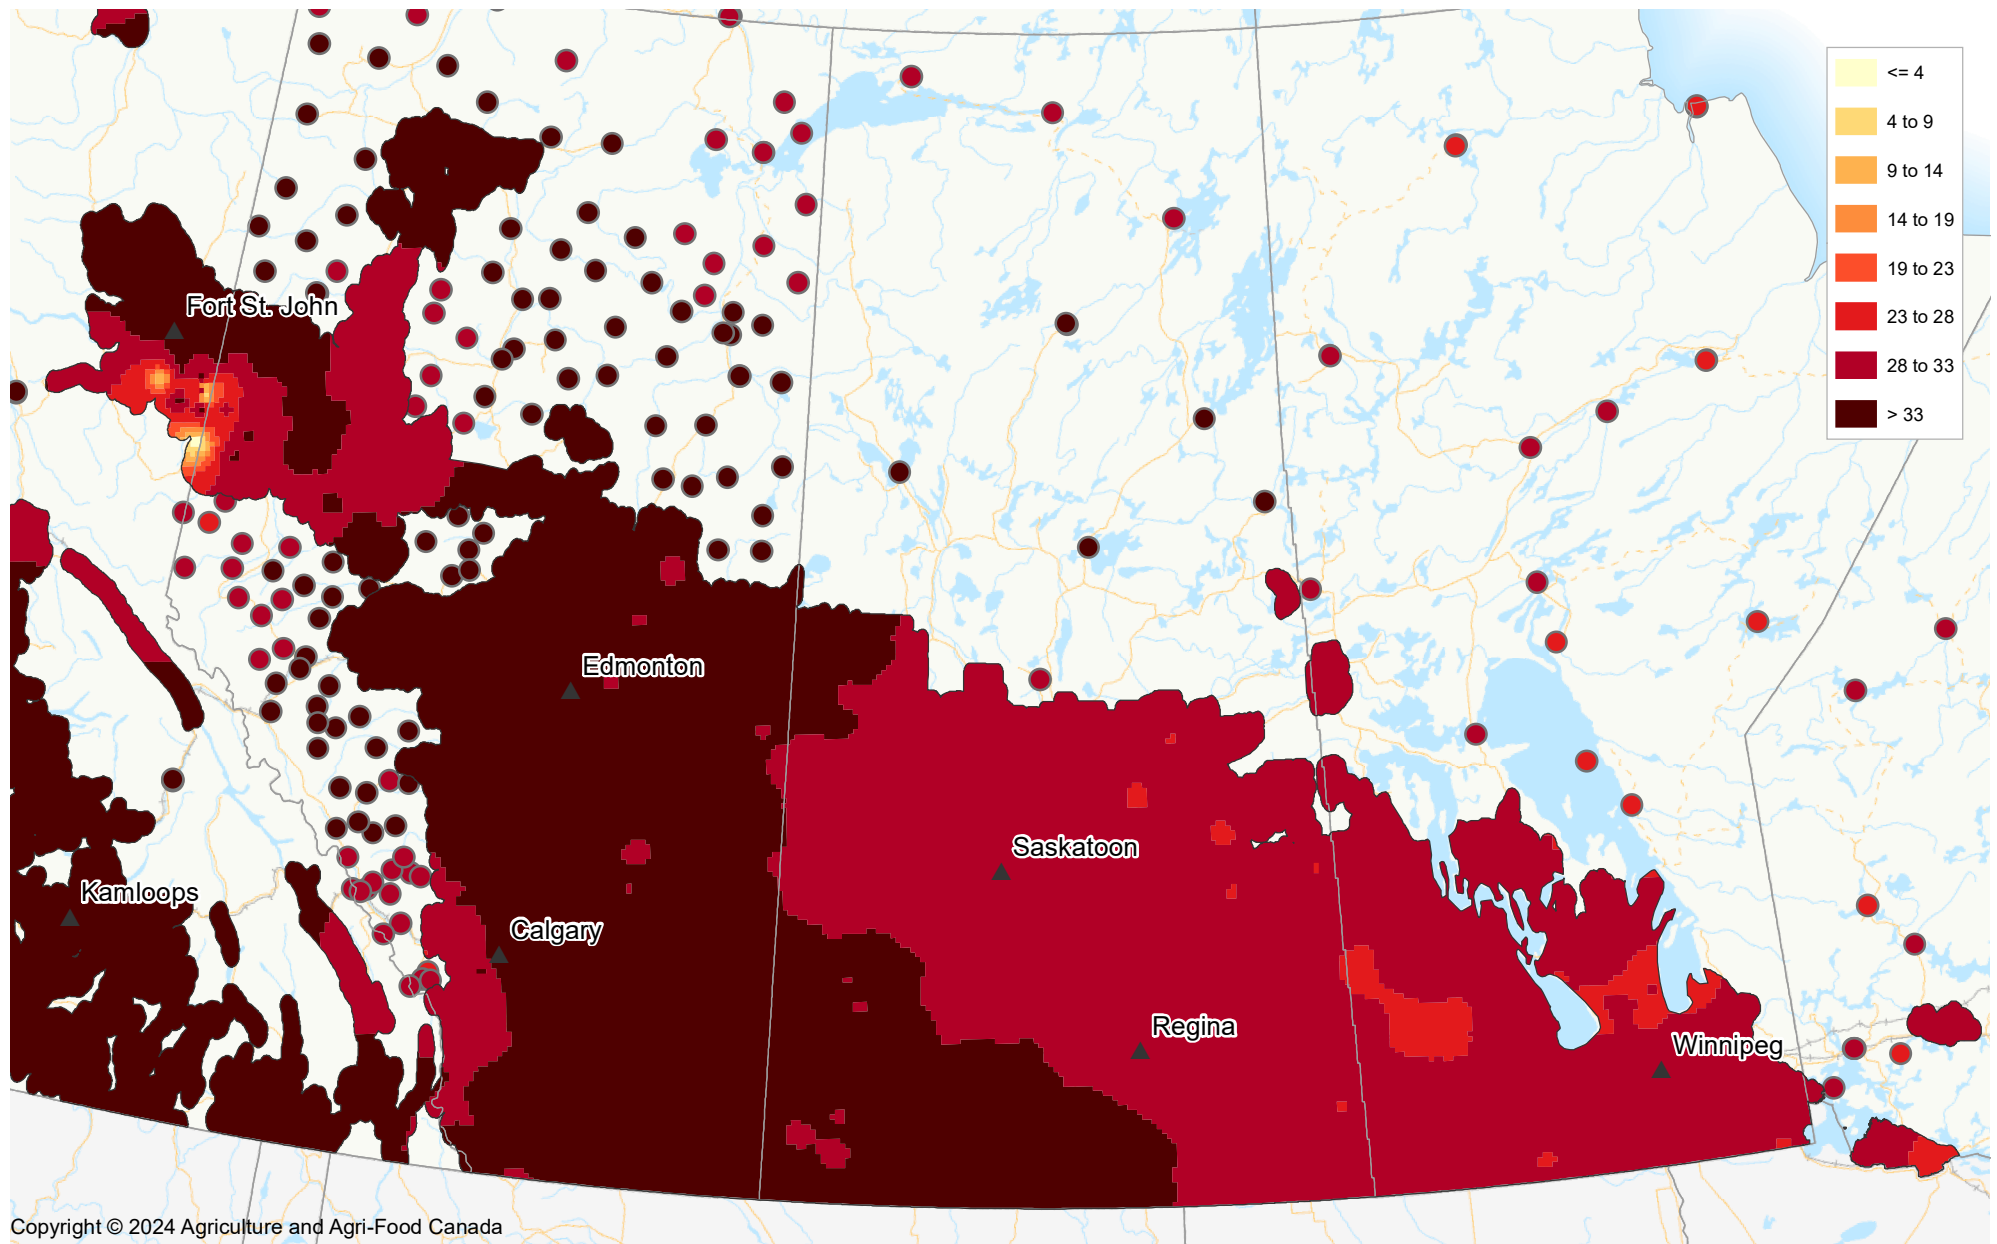 <= 4
4 to 9
9 to 14
14 to 19
19 to 23
23 to 28
28 to 33
> 33
Fort St. John
Edmonton
Saskatoon
Kamloops
Calgary
Regina
Winnipeg
Copyright © 2024 Agriculture and Agri-Food Canada